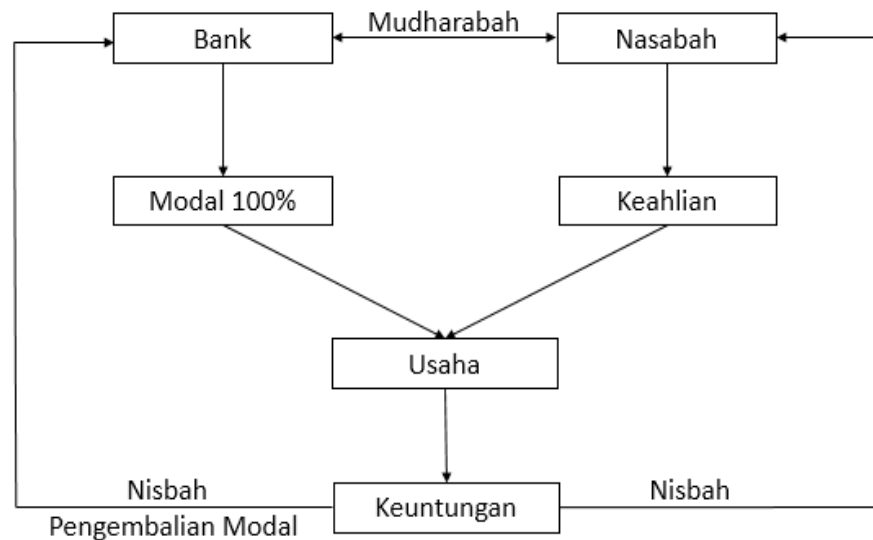 Bank
Mudharabah
Nasabah
Modal 100%
Keahlian
Usaha
Nisbah
Pengembalian Modal
Keuntungan
Nisbah